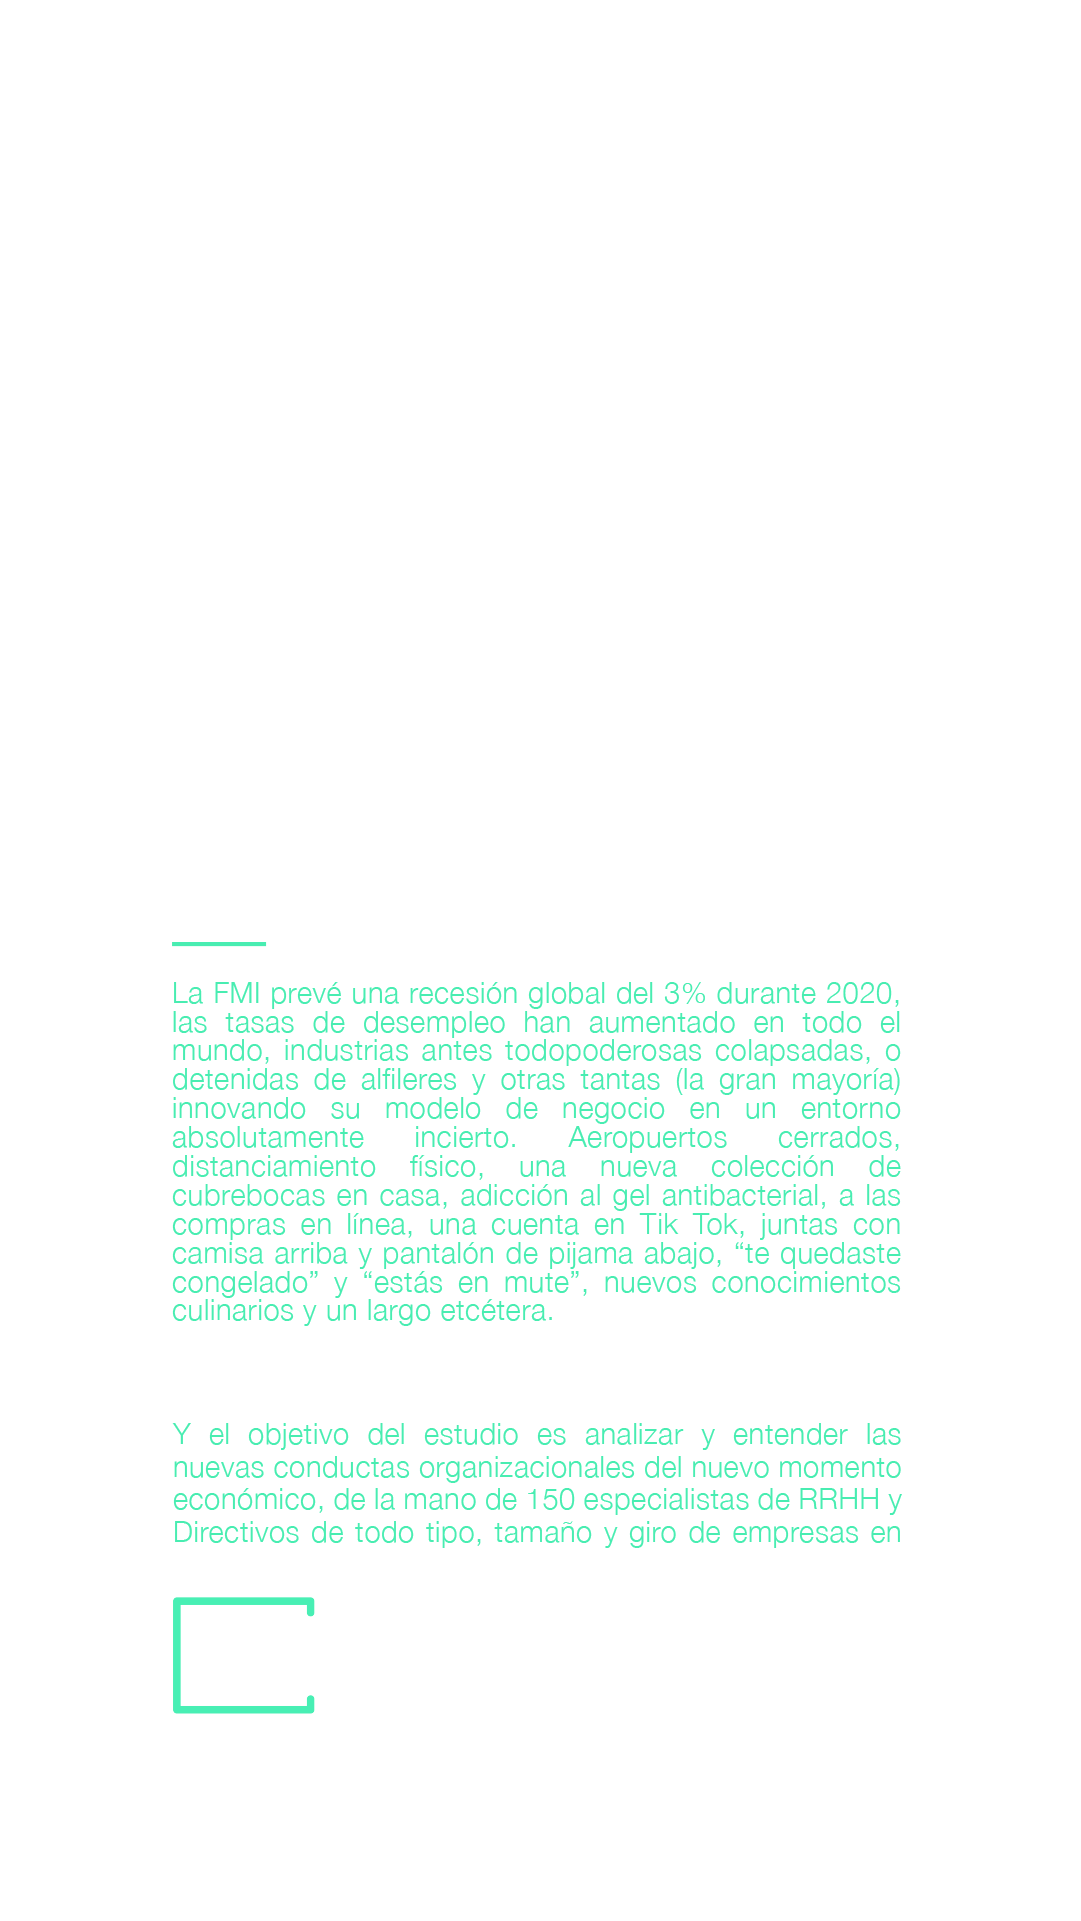 La FMI prevé una recesión global del 3% durante 2020,
las tasas de desempleo han aumentado en todo el
mundo, industrias antes todopoderosas colapsadas, o
detenidas de alfileres y otras tantas (la gran mayoría)
innovando su modelo de negocio en un entorno
absolutamente incierto. Aeropuertos cerrados,
distanciamiento físico, una nueva colección de
cubrebocas en casa, adicción al gel antibacterial, a las
compras en línea, una cuenta en Tik Tok, juntas con
camisa arriba y pantalón de pijama abajo, “te quedaste
congelado” y “estás en mute”, nuevos conocimientos
culinarios y un largo etcétera.
Y el objetivo del estudio es analizar y entender las
nuevas conductas organizacionales del nuevo momento
económico, de la mano de 150 especialistas de RRHH y
Directivos de todo tipo, tamaño y giro de empresas en